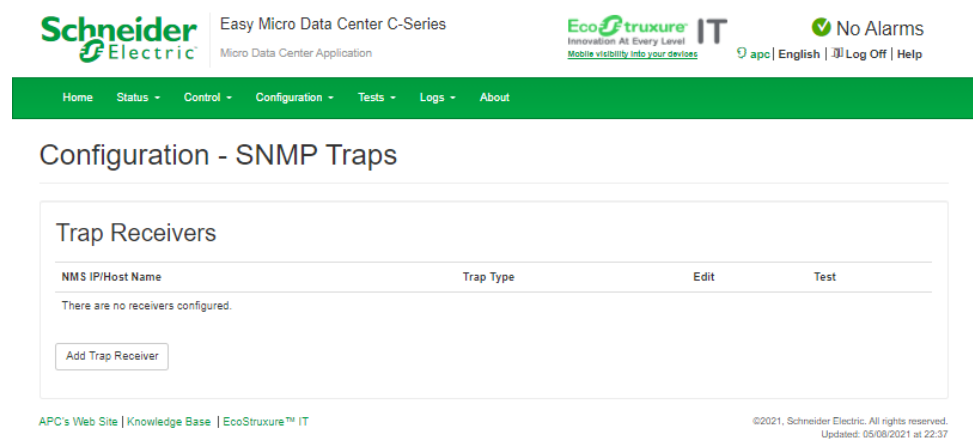 Schneider Electric
Easy Micro Data Center C-Series
Micro Data Center Application
EcoStruxure IT
Innovation At Every Level
Mobile visibility into your devices
No Alarms
apc | English | Log Off | Help
Home Status Control Configuration Tests Logs About
Configuration - SNMP Traps
Trap Receivers
NMS IP/Host Name Trap Type Edit Test
There are no receivers configured.
Add Trap Receiver
APC's Web Site | Knowledge Base | EcoStruxure™ IT
©2021, Schneider Electric. All rights reserved.
Updated: 05/08/2021 at 22:37